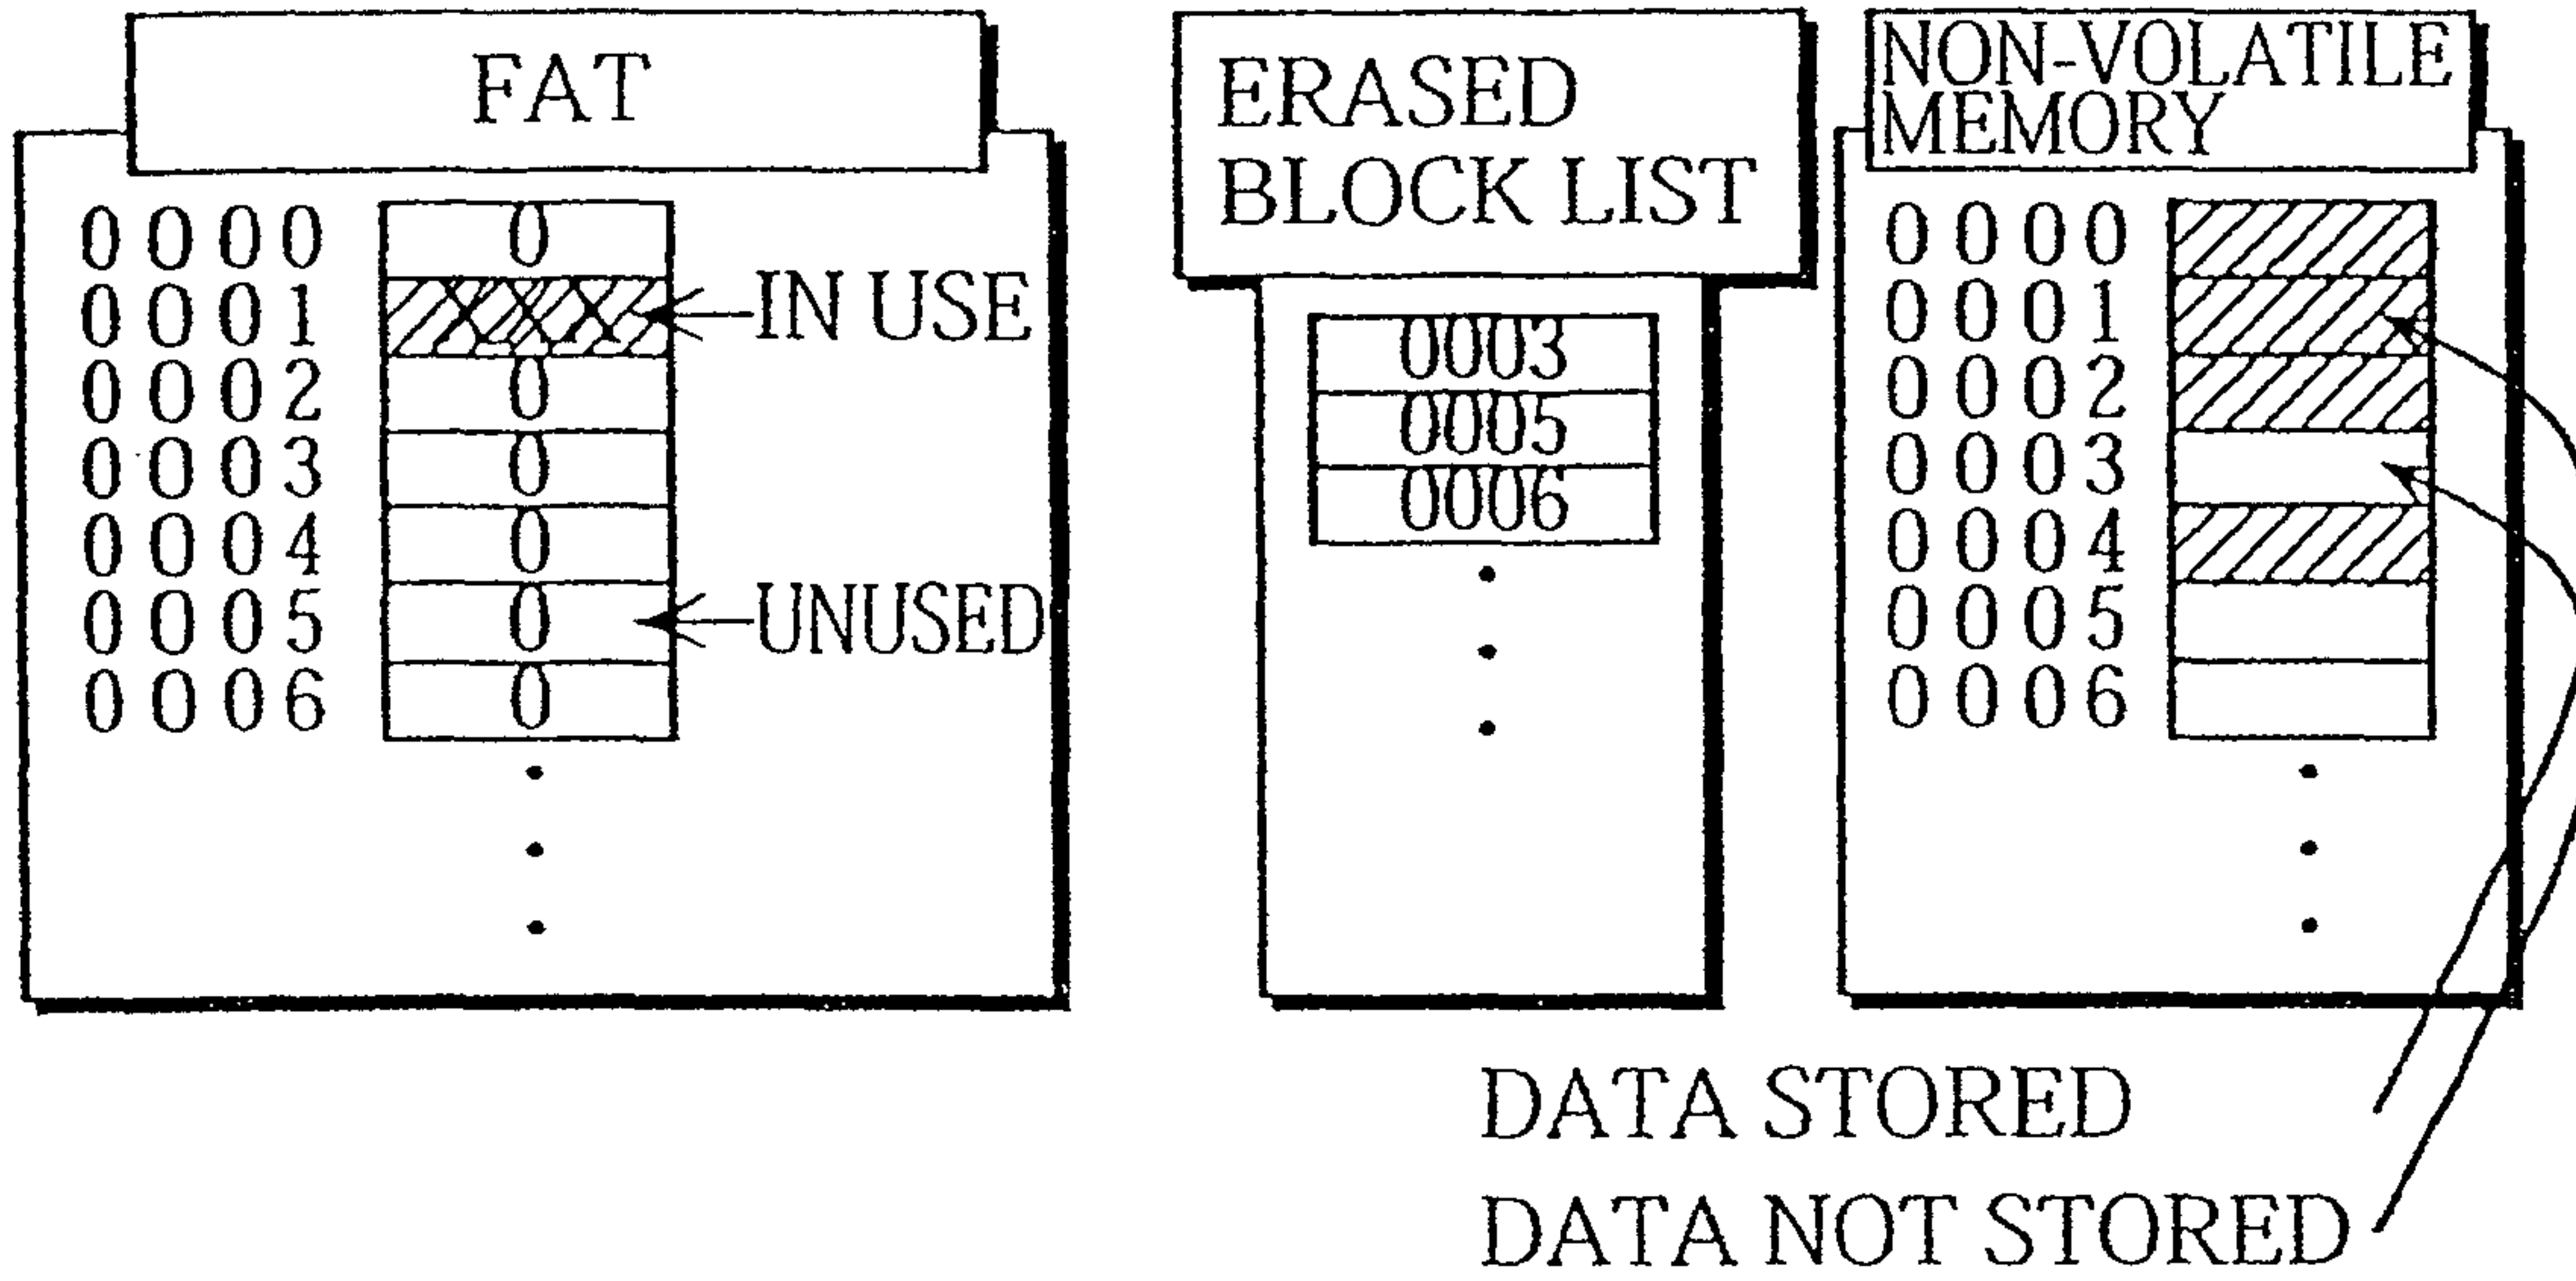 FAT
0000 0
0001 XXX IN USE
0002 0
0003 0
0004 0
0005 0 UNUSED
0006 0
ERASED
BLOCK LIST
0003
0005
0006
NON-VOLATILE
MEMORY
0000
0001
0002
0003
0004
0005
0006
DATA STORED
DATA NOT STORED